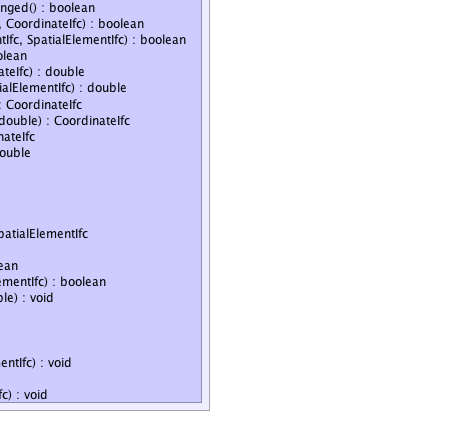 nged() : boolean
, CoordinateIfc) : boolean
ntIfc, SpatialElementIfc) : boolean
olean
ateIfc) : double
ialElementIfc) : double
: CoordinateIfc
double) : CoordinateIfc
nateIfc
ouble
patialElementIfc
ean
ementIfc) : boolean
ble) : void
entIfc) : void
fc) : void